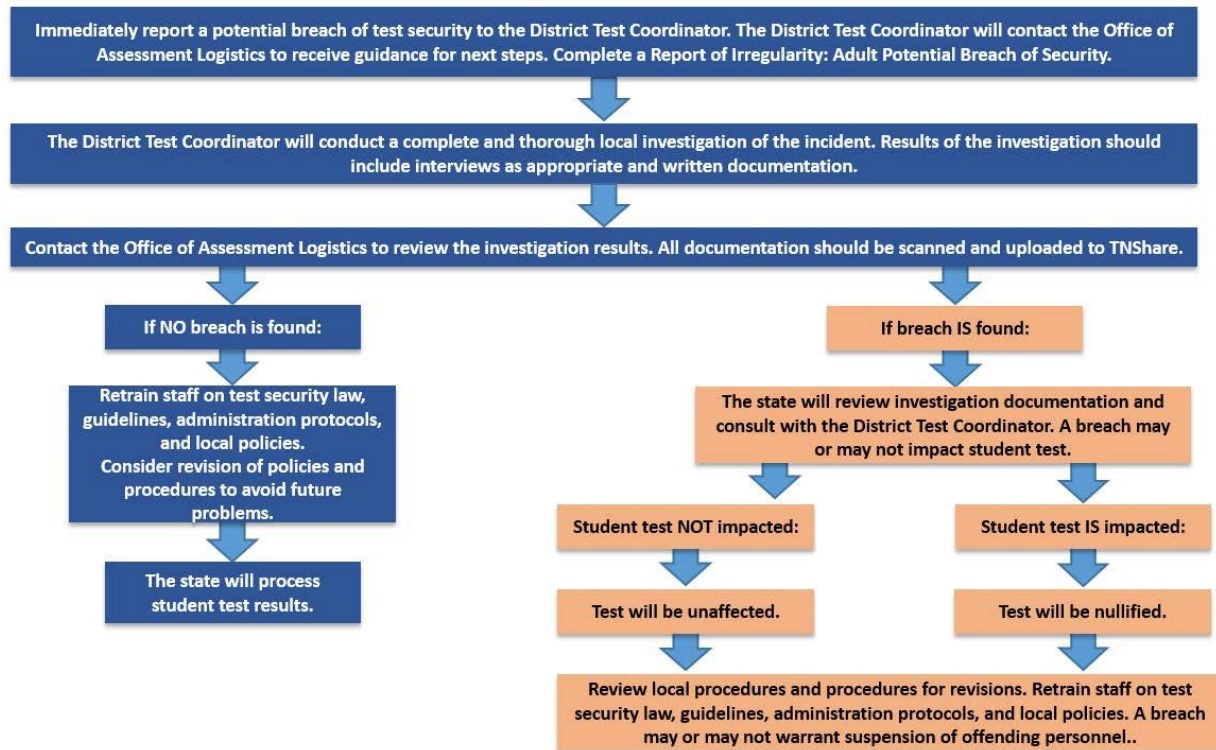 Immediately report a potential breach of test security to the District Test Coordinator. The District Test Coordinator will contact the Office of
Assessment Logistics to receive guidance for next steps. Complete a Report of Irregularity: Adult Potential Breach of Security.
The District Test Coordinator will conduct a complete and thorough local investigation of the incident. Results of the investigation should
include interviews as appropriate and written documentation.
Contact the Office of Assessment Logistics to review the investigation results. All documentation should be scanned and uploaded to TNShare.
If NO breach is found:
Retrain staff on test security law,
guidelines, administration protocols,
and local policies.
Consider revision of policies and
procedures to avoid future
problems.
The state will process
student test results.
If breach IS found:
The state will review investigation documentation and
consult with the District Test Coordinator. A breach may
or may not impact student test.
Student test NOT impacted:
Test will be unaffected.
Student test IS impacted:
Test will be nullified.
Review local procedures and procedures for revisions. Retrain staff on test
security law, guidelines, administration protocols, and local policies. A breach
may or may not warrant suspension of offending personnel..